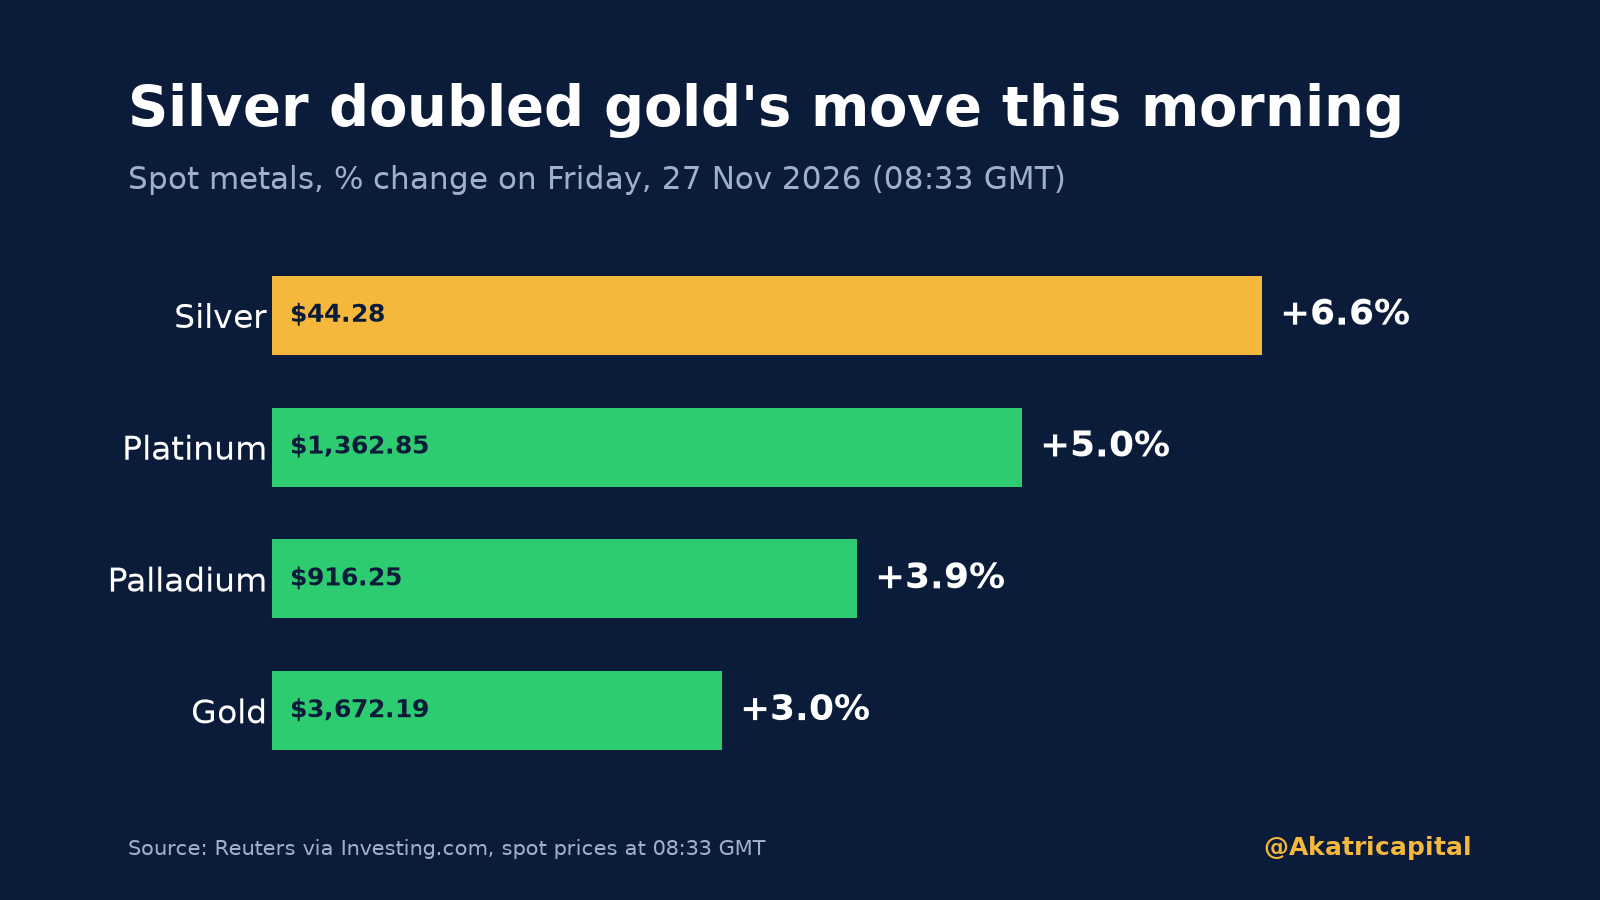 Silver doubled gold's move this morning
Spot metals, % change on Friday, 27 Nov 2026 (08:33 GMT)
Silver $44.28 +6.6%
Platinum $1,362.85 +5.0%
Palladium $916.25 +3.9%
Gold $3,672.19 +3.0%
Source: Reuters via Investing.com, spot prices at 08:33 GMT
@Akatricapital